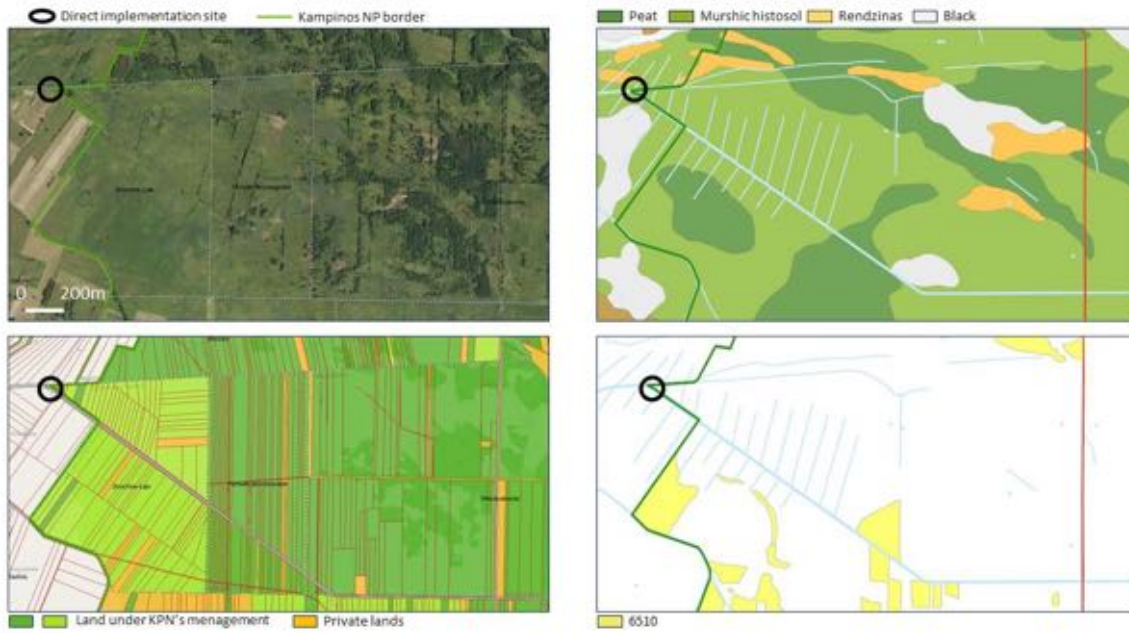 Direct implementation site Kampinos NP border
Peat Murshic histosol Rendzinas Black
0 200m
Land under KPN's menagement Private lands
6510